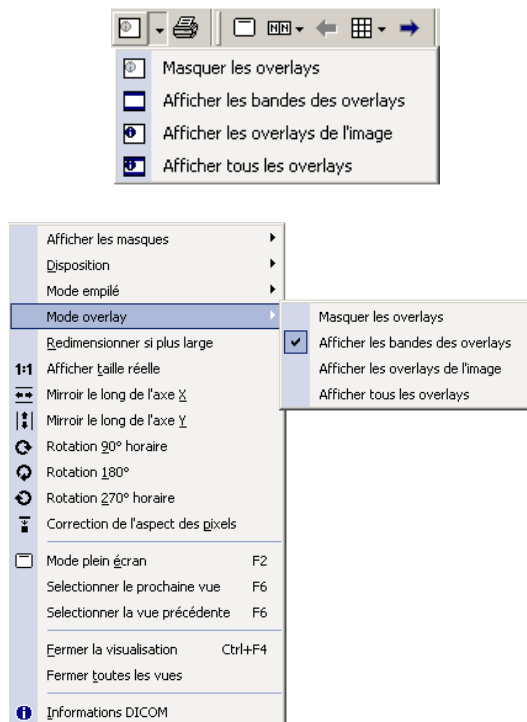 NN
Masquer les overlays
Afficher les bandes des overlays
Afficher les overlays de l'image
Afficher tous les overlays
Afficher les masques
Disposition
Mode empilé
Mode overlay
Masquer les overlays
Redimensionner si plus large
Afficher les bandes des overlays
1:1 Afficher taille réelle
Afficher les overlays de l'image
Mirroir le long de l'axe X
Afficher tous les overlays
Mirroir le long de l'axe Y
Rotation 90° horaire
Rotation 180°
Rotation 270° horaire
Correction de l'aspect des pixels
Mode plein écran F2
Selectionner le prochaine vue F6
Selectionner la vue précédente F6
Fermer la visualisation Ctrl+F4
Fermer toutes les vues
Informations DICOM